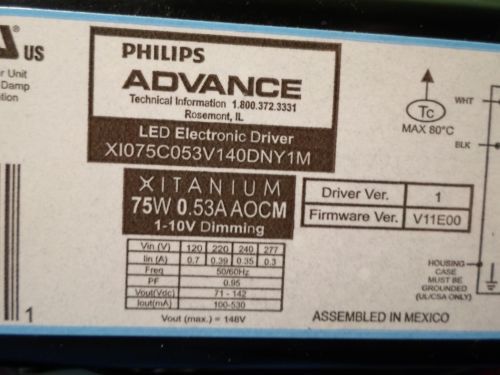 US
PHILIPS
ADVANCE
Technical Information 1.800.372.3331
Rosemont, IL
LED Electronic Driver
XI075C053V140DNY1M
XITANIUM
75W 0.53A AOCM
1-10V Dimming
Vin (V) 120 220 240 277
Iin (A) 0.7 0.39 0.35 0.3
Freq 50/60Hz
PF 0.95
Vout(Vdc) 71 - 142
Iout(mA) 100-530
Vout (max.) = 148V
Driver Ver. 1
Firmware Ver. V11E00
Tc
MAX 80°C
WHT
BLK
HOUSING
CASE
MUST BE
GROUNDED
(UL/CSA ONLY)
ASSEMBLED IN MEXICO
Unit
Damp
1